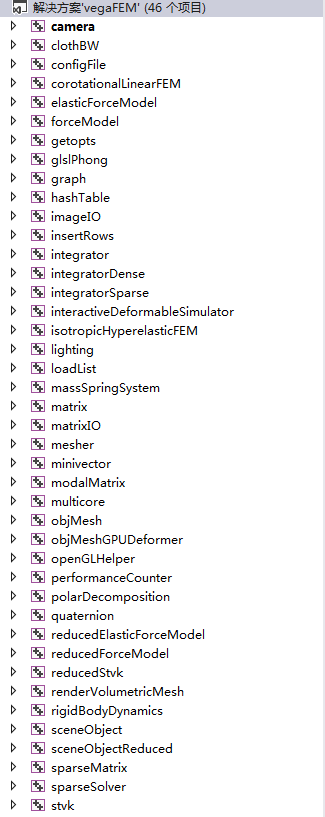 解决方案'vegaFEM' (46 个项目)
camera
clothBW
configFile
corotationalLinearFEM
elasticForceModel
forceModel
getopts
glslPhong
graph
hashTable
imageIO
insertRows
integrator
integratorDense
integratorSparse
interactiveDeformableSimulator
isotropicHyperelasticFEM
lighting
loadList
massSpringSystem
matrix
matrixIO
mesher
minivector
modalMatrix
multicore
objMesh
objMeshGPUDeformer
openGLHelper
performanceCounter
polarDecomposition
quaternion
reducedElasticForceModel
reducedForceModel
reducedStvk
renderVolumetricMesh
rigidBodyDynamics
sceneObject
sceneObjectReduced
sparseMatrix
sparseSolver
stvk